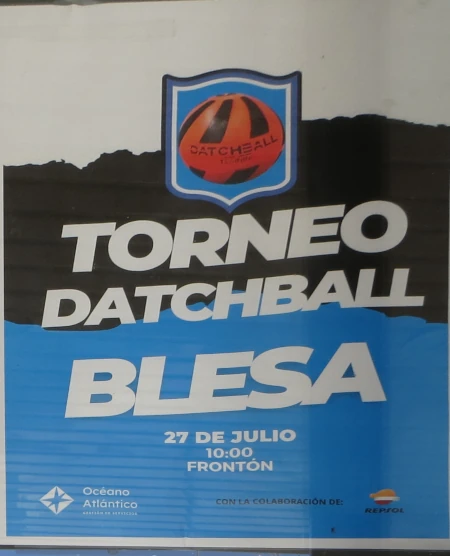 DATCHBALL
TORNEO
DATCHBALL
BLESA
27 DE JULIO
10:00
FRONTÓN
Océano
Atlántico
CON LA COLABORACIÓN DE:
REPSOL